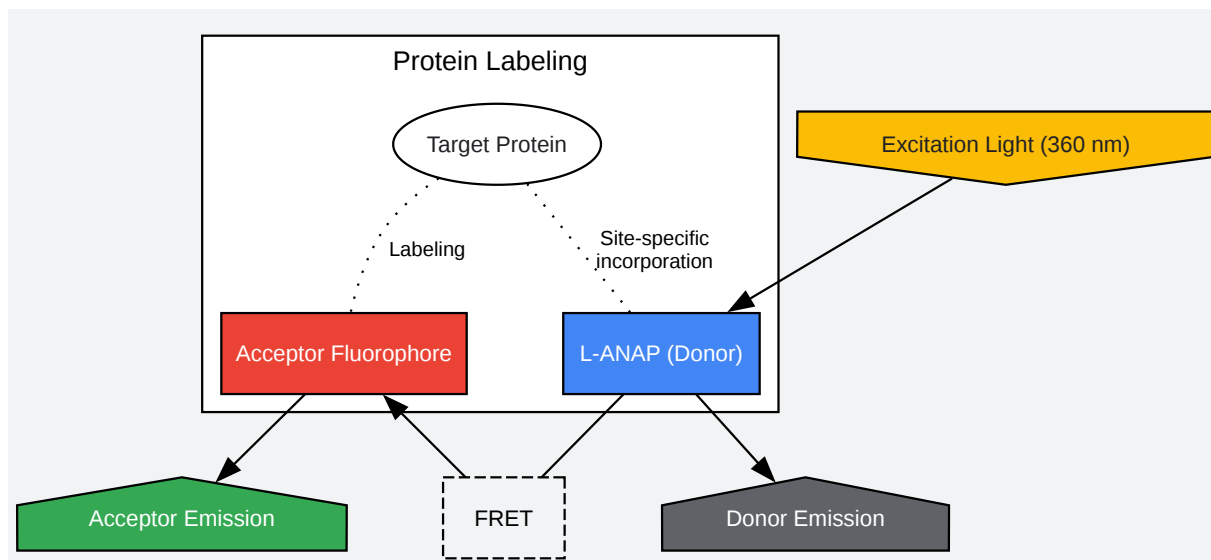 Protein Labeling
Target Protein
Excitation Light (360 nm)
Labeling
Site-specific
incorporation
Acceptor Fluorophore
L-ANAP (Donor)
Acceptor Emission
FRET
Donor Emission